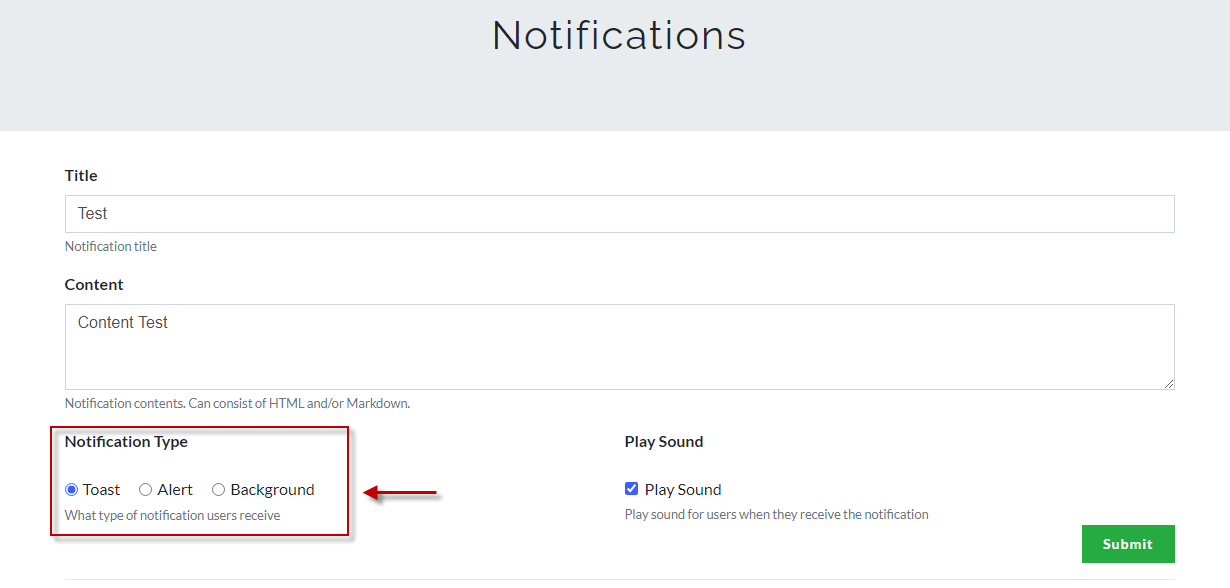 Notifications
Title
Test
Notification title
Content
Content Test
Notification contents. Can consist of HTML and/or Markdown.
Notification Type
Play Sound
Toast Alert Background
Play Sound
What type of notification users receive
Play sound for users when they receive the notification
Submit